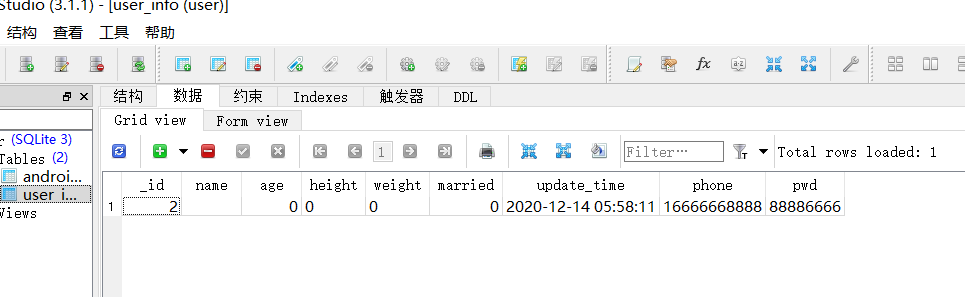 Studio (3.1.1) - [user_info (user)]
结构 查看 工具 帮助
结构 数据 约束 Indexes 触发器 DDL
Grid view Form view
r (SQLite 3)
Tables (2)
androi...
user_i...
Views
1 Filter... Total rows loaded: 1
_id name age height weight married update_time phone pwd
1 2 0 0 0 0 2020-12-14 05:58:11 16666668888 88886666